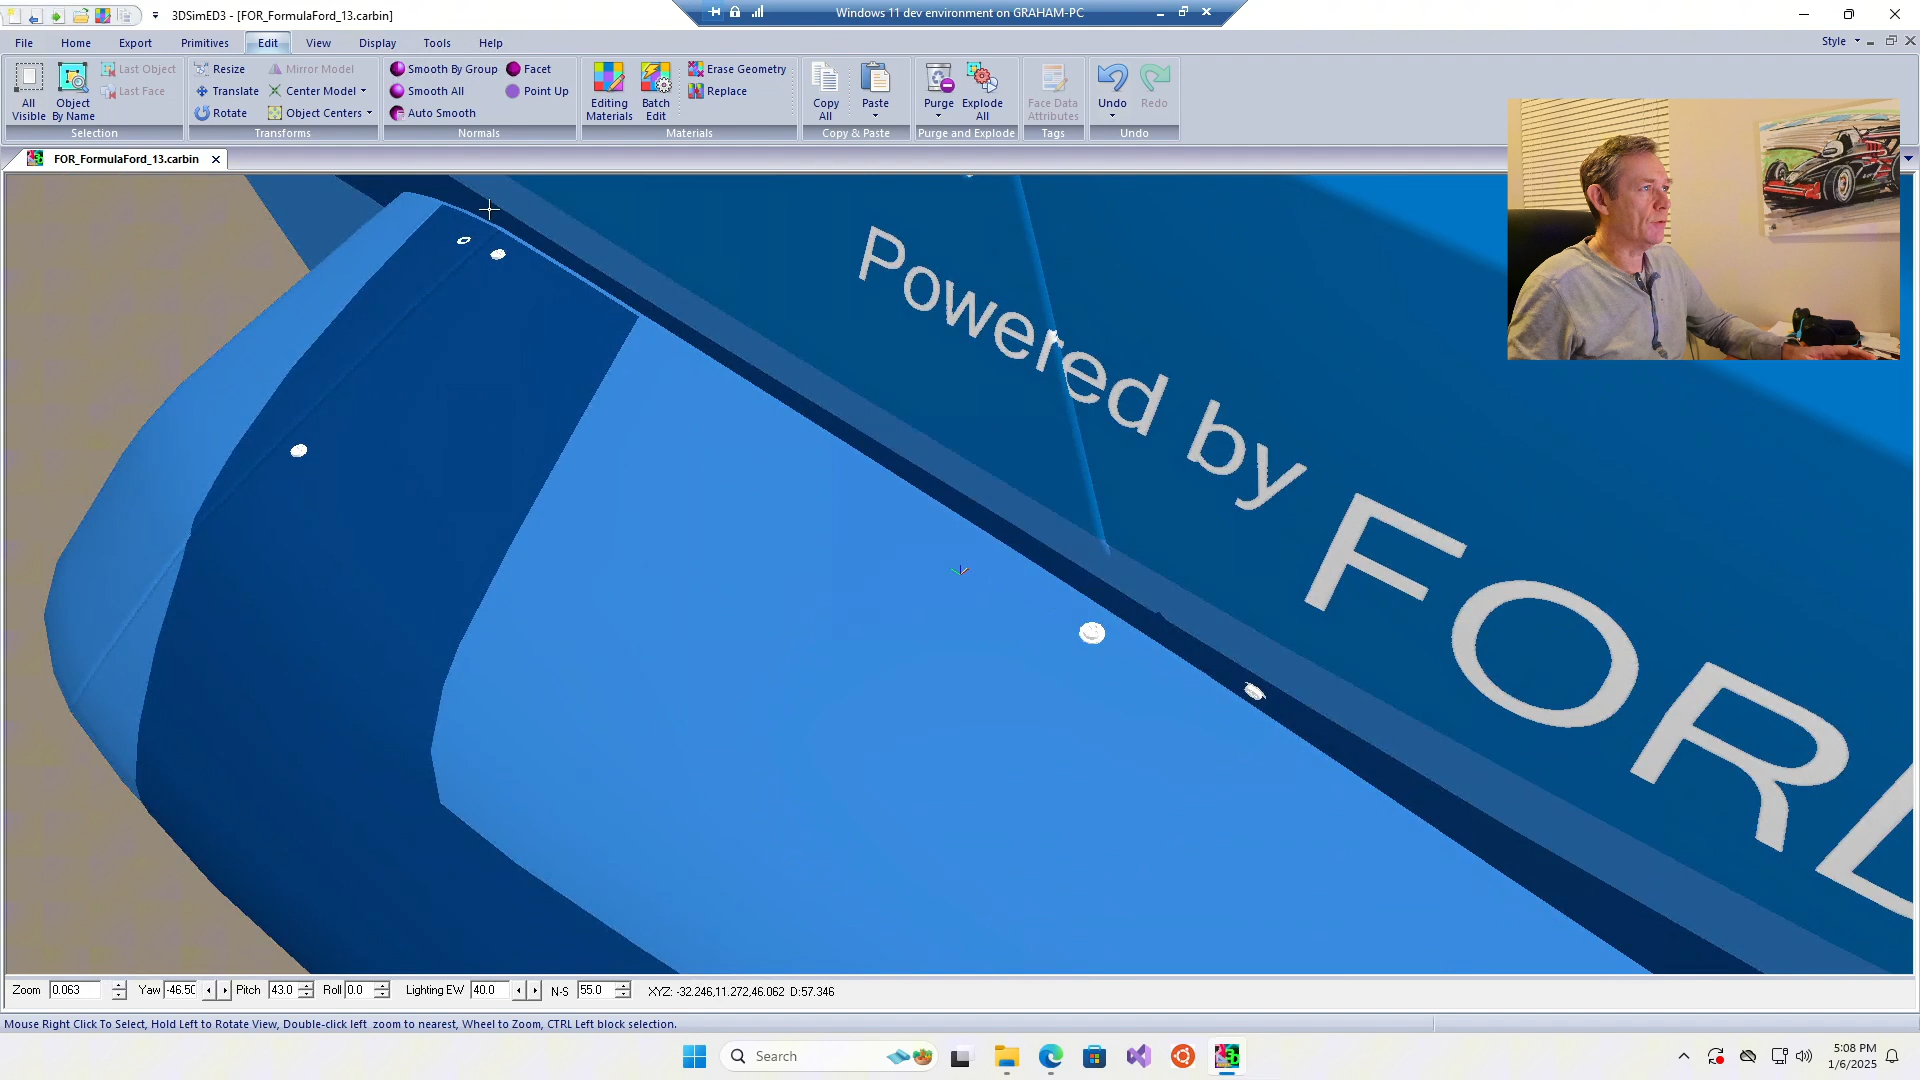 3DSimED3 - [FOR_FormulaFord_13.carbin]
Windows 11 dev environment on GRAHAM-PC
File Home Export Primitives Edit View Display Tools Help
Style
All Visible
Object By Name
Last Object
Last Face
Selection
Resize
Translate
Rotate
Mirror Model
Center Model
Object Centers
Transforms
Smooth By Group
Smooth All
Auto Smooth
Facet
Point Up
Normals
Editing Materials
Batch Edit
Erase Geometry
Replace
Materials
Copy All
Paste
Copy & Paste
Purge
Explode All
Purge and Explode
Face Data Attributes
Tags
Undo
Redo
Undo
FOR_FormulaFord_13.carbin
Powered by FORD
Zoom 0.063 Yaw -46.50 Pitch 43.0 Roll 0.0 Lighting EW 40.0 N-S 55.0 XYZ: -32.246,11.272,46.062 D:57.346
Mouse Right Click To Select, Hold Left to Rotate View, Double-click left zoom to nearest, Wheel to Zoom, CTRL Left block selection.
Search
5:08 PM
1/6/2025